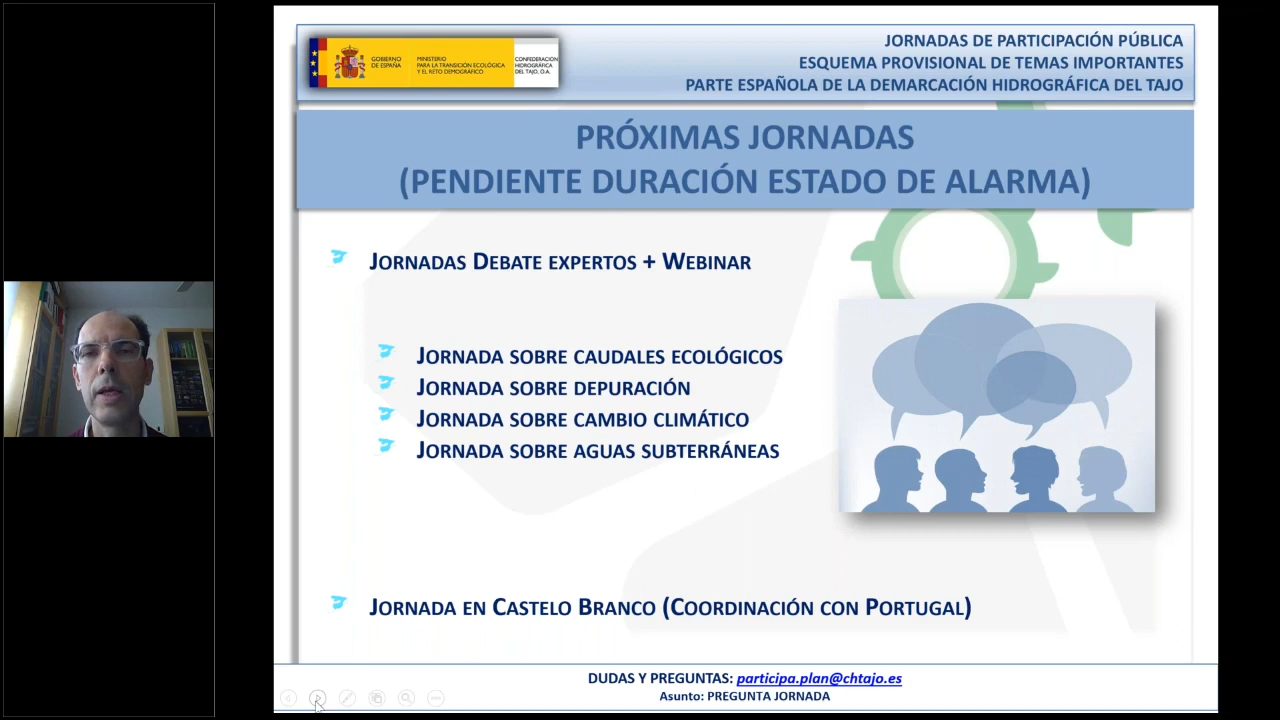 GOBIERNO
DE ESPAÑA
MINISTERIO
PARA LA TRANSICIÓN ECOLÓGICA
Y EL RETO DEMOGRÁFICO
CONFEDERACIÓN
HIDROGRÁFICA
DEL TAJO, O.A.
JORNADAS DE PARTICIPACIÓN PÚBLICA
ESQUEMA PROVISIONAL DE TEMAS IMPORTANTES
PARTE ESPAÑOLA DE LA DEMARCACIÓN HIDROGRÁFICA DEL TAJO
PRÓXIMAS JORNADAS
(PENDIENTE DURACIÓN ESTADO DE ALARMA)
JORNADAS DEBATE EXPERTOS + WEBINAR
JORNADA SOBRE CAUDALES ECOLÓGICOS
JORNADA SOBRE DEPURACIÓN
JORNADA SOBRE CAMBIO CLIMÁTICO
JORNADA SOBRE AGUAS SUBTERRÁNEAS
JORNADA EN CASTELO BRANCO (COORDINACIÓN CON PORTUGAL)
DUDAS Y PREGUNTAS: participa.plan@chtajo.es
Asunto: PREGUNTA JORNADA